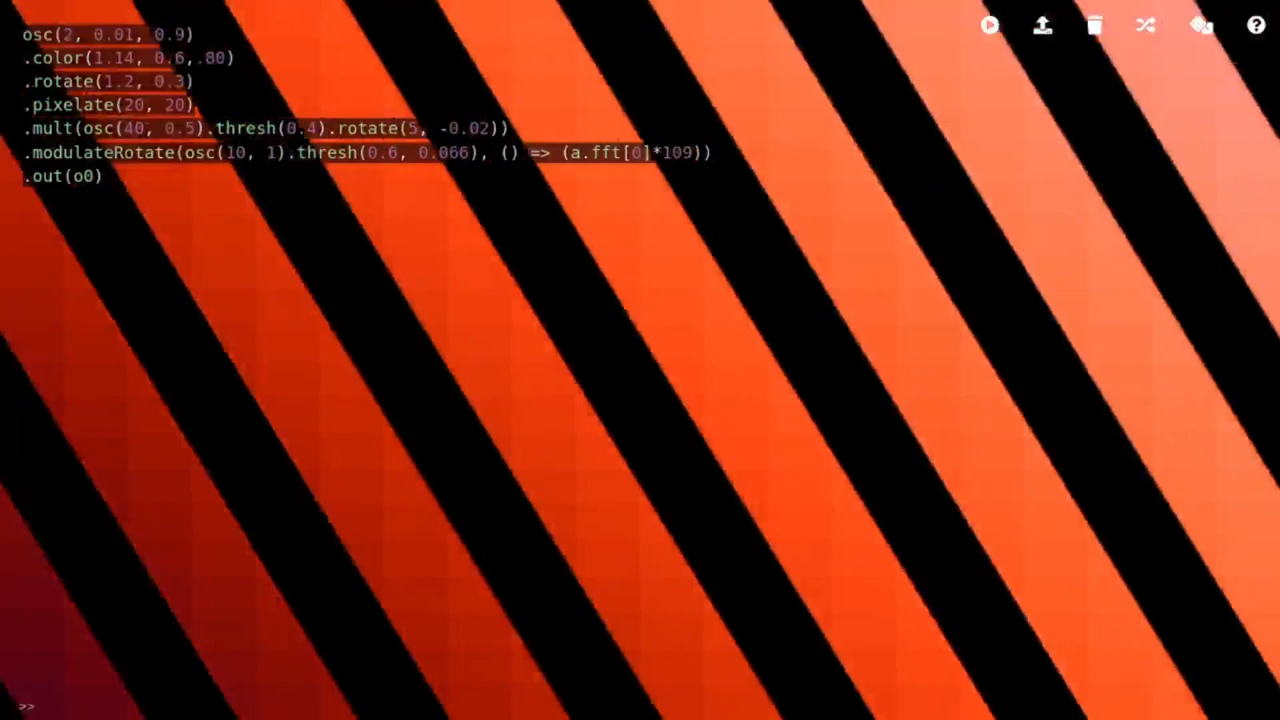 osc(2, 0.01, 0.9)
.color(1.14, 0.6,.80)
.rotate(1.2, 0.3)
.pixelate(20, 20)
.mult(osc(40, 0.5).thresh(0.4).rotate(5, -0.02))
.modulateRotate(osc(10, 1).thresh(0.6, 0.066), () => (a.fft[0]*109))
.out(o0)
>>